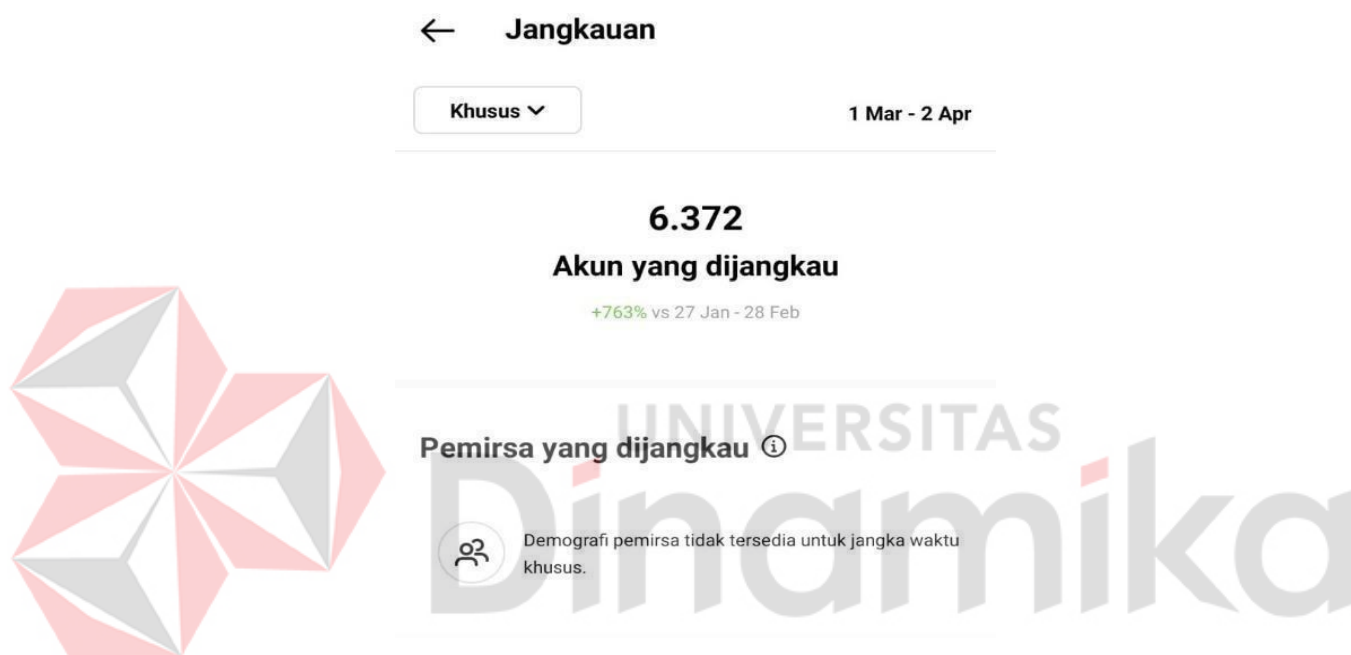 Jangkauan
Khusus
1 Mar - 2 Apr
6.372
Akun yang dijangkau
+763% vs 27 Jan - 28 Feb
UNIVERSITAS
Pemirsa yang dijangkau
Dinamika
Demografi pemirsa tidak tersedia untuk jangka waktu
khusus.